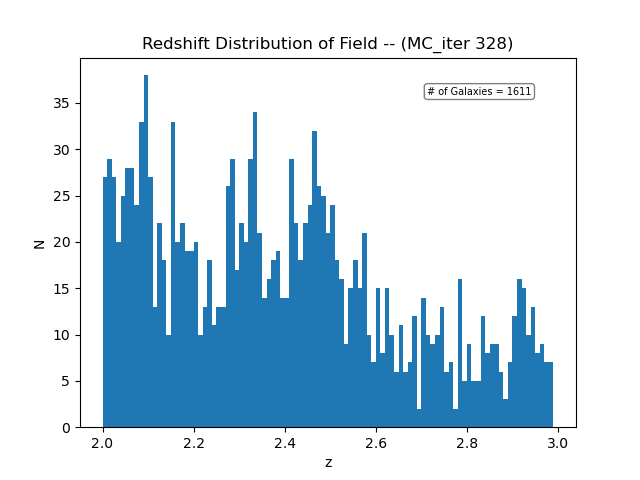 Redshift Distribution of Field -- (MC_iter 328)
# of Galaxies = 1611
35
30
25
20
15
10
5
0
N
2.0 2.2 2.4 2.6 2.8 3.0
z